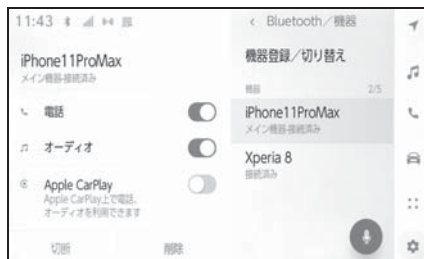 11:43
iPhone11ProMax
メイン機器-接続済み
電話
オーディオ
Apple CarPlay
Apple CarPlay上で電話、
オーディオを利用できます
切断
削除
< Bluetooth/機器
機器登録/切り替え
機器
2/5
iPhone11ProMax
メイン機器-接続済み
Xperia 8
接続済み